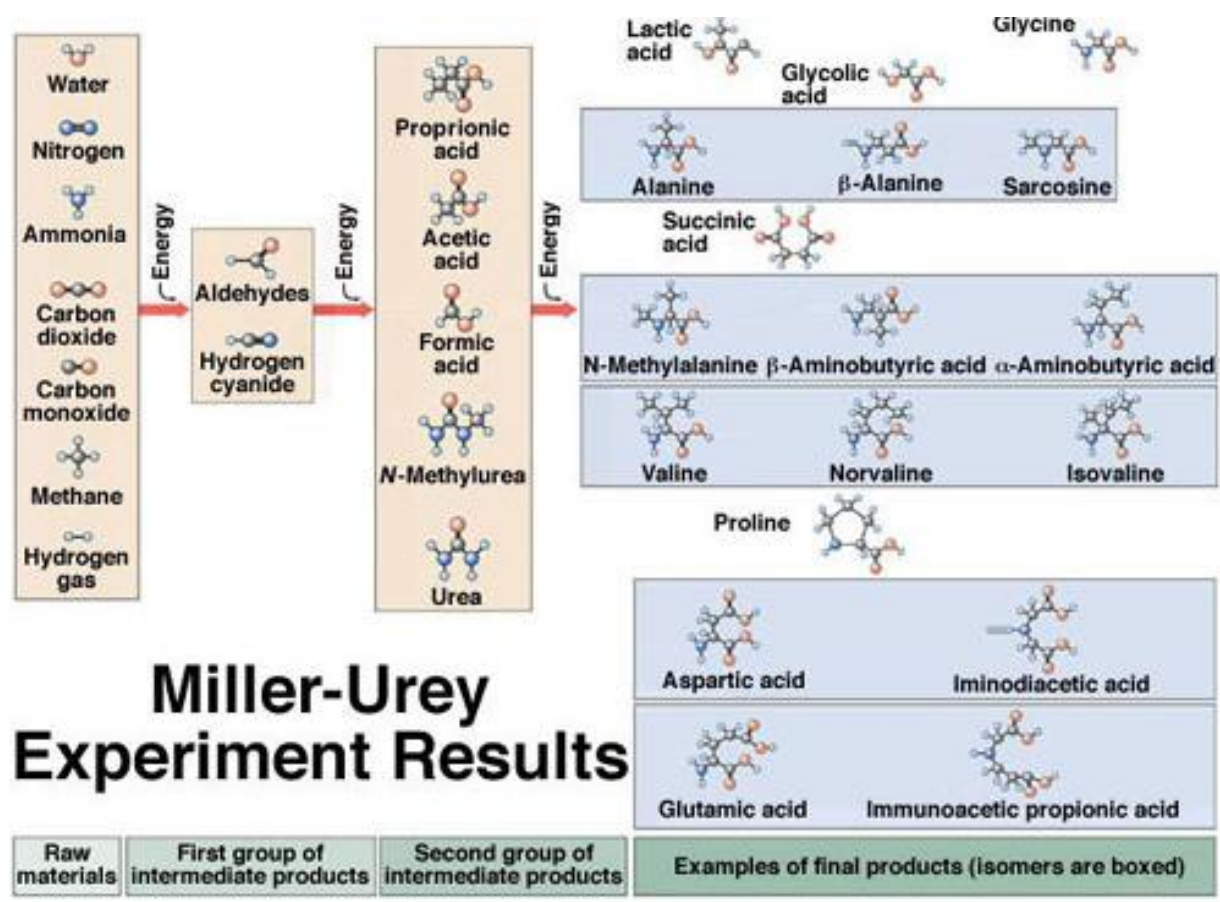 Water
Nitrogen
Ammonia
Carbon
dioxide
Carbon
monoxide
Methane
Hydrogen
gas
Energy
Aldehydes
Hydrogen
cyanide
Energy
Proprionic
acid
Acetic
acid
Formic
acid
N-Methylurea
Urea
Energy
Lactic
acid
Glycolic
acid
Glycine
Alanine
β-Alanine
Sarcosine
Succinic
acid
N-Methylalanine β-Aminobutyric acid α-Aminobutyric acid
Valine
Norvaline
Isovaline
Proline
Aspartic acid
Iminodiacetic acid
Glutamic acid
Immunoacetic propionic acid
Miller-Urey
Experiment Results
Raw
materials
First group of
intermediate products
Second group of
intermediate products
Examples of final products (isomers are boxed)